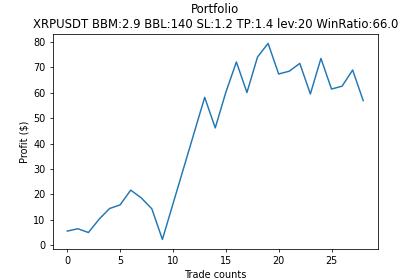 Portfolio
XRPUSDT BBM:2.9 BBL:140 SL:1.2 TP:1.4 lev:20 WinRatio:66.0
80
70
60
50
40
30
20
10
0
Profit ($)
0 5 10 15 20 25
Trade counts